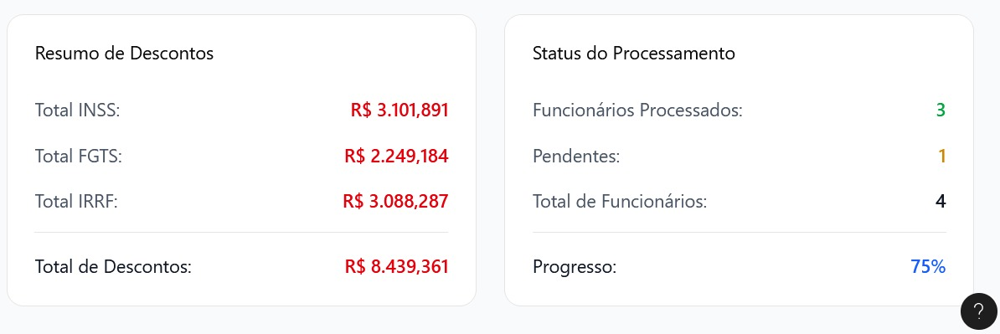 Resumo de Descontos
Total INSS: R$ 3.101,891
Total FGTS: R$ 2.249,184
Total IRRF: R$ 3.088,287
Total de Descontos: R$ 8.439,361
Status do Processamento
Funcionários Processados: 3
Pendentes: 1
Total de Funcionários: 4
Progresso: 75%
?